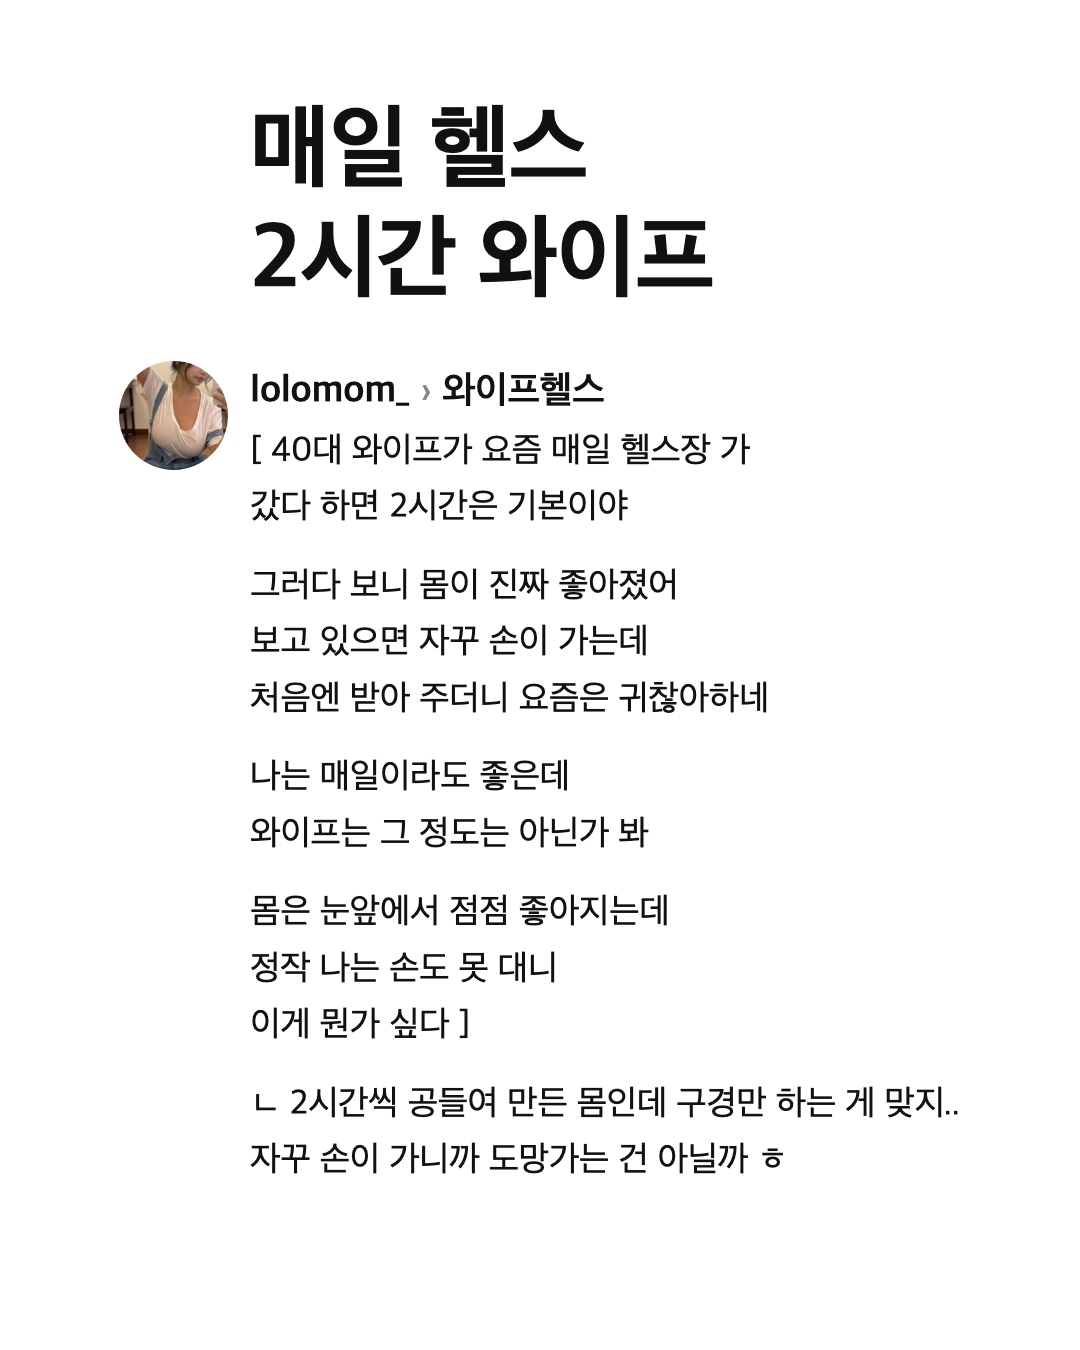 매일 헬스
2시간 와이프
lolomom_ › 와이프헬스
[ 40대 와이프가 요즘 매일 헬스장 가
갔다 하면 2시간은 기본이야
그러다 보니 몸이 진짜 좋아졌어
보고 있으면 자꾸 손이 가는데
처음엔 받아 주더니 요즘은 귀찮아하네
나는 매일이라도 좋은데
와이프는 그 정도는 아닌가 봐
몸은 눈앞에서 점점 좋아지는데
정작 나는 손도 못 대니
이게 뭔가 싶다 ]
ㄴ 2시간씩 공들여 만든 몸인데 구경만 하는 게 맞지..
자꾸 손이 가니까 도망가는 건 아닐까 ㅎ